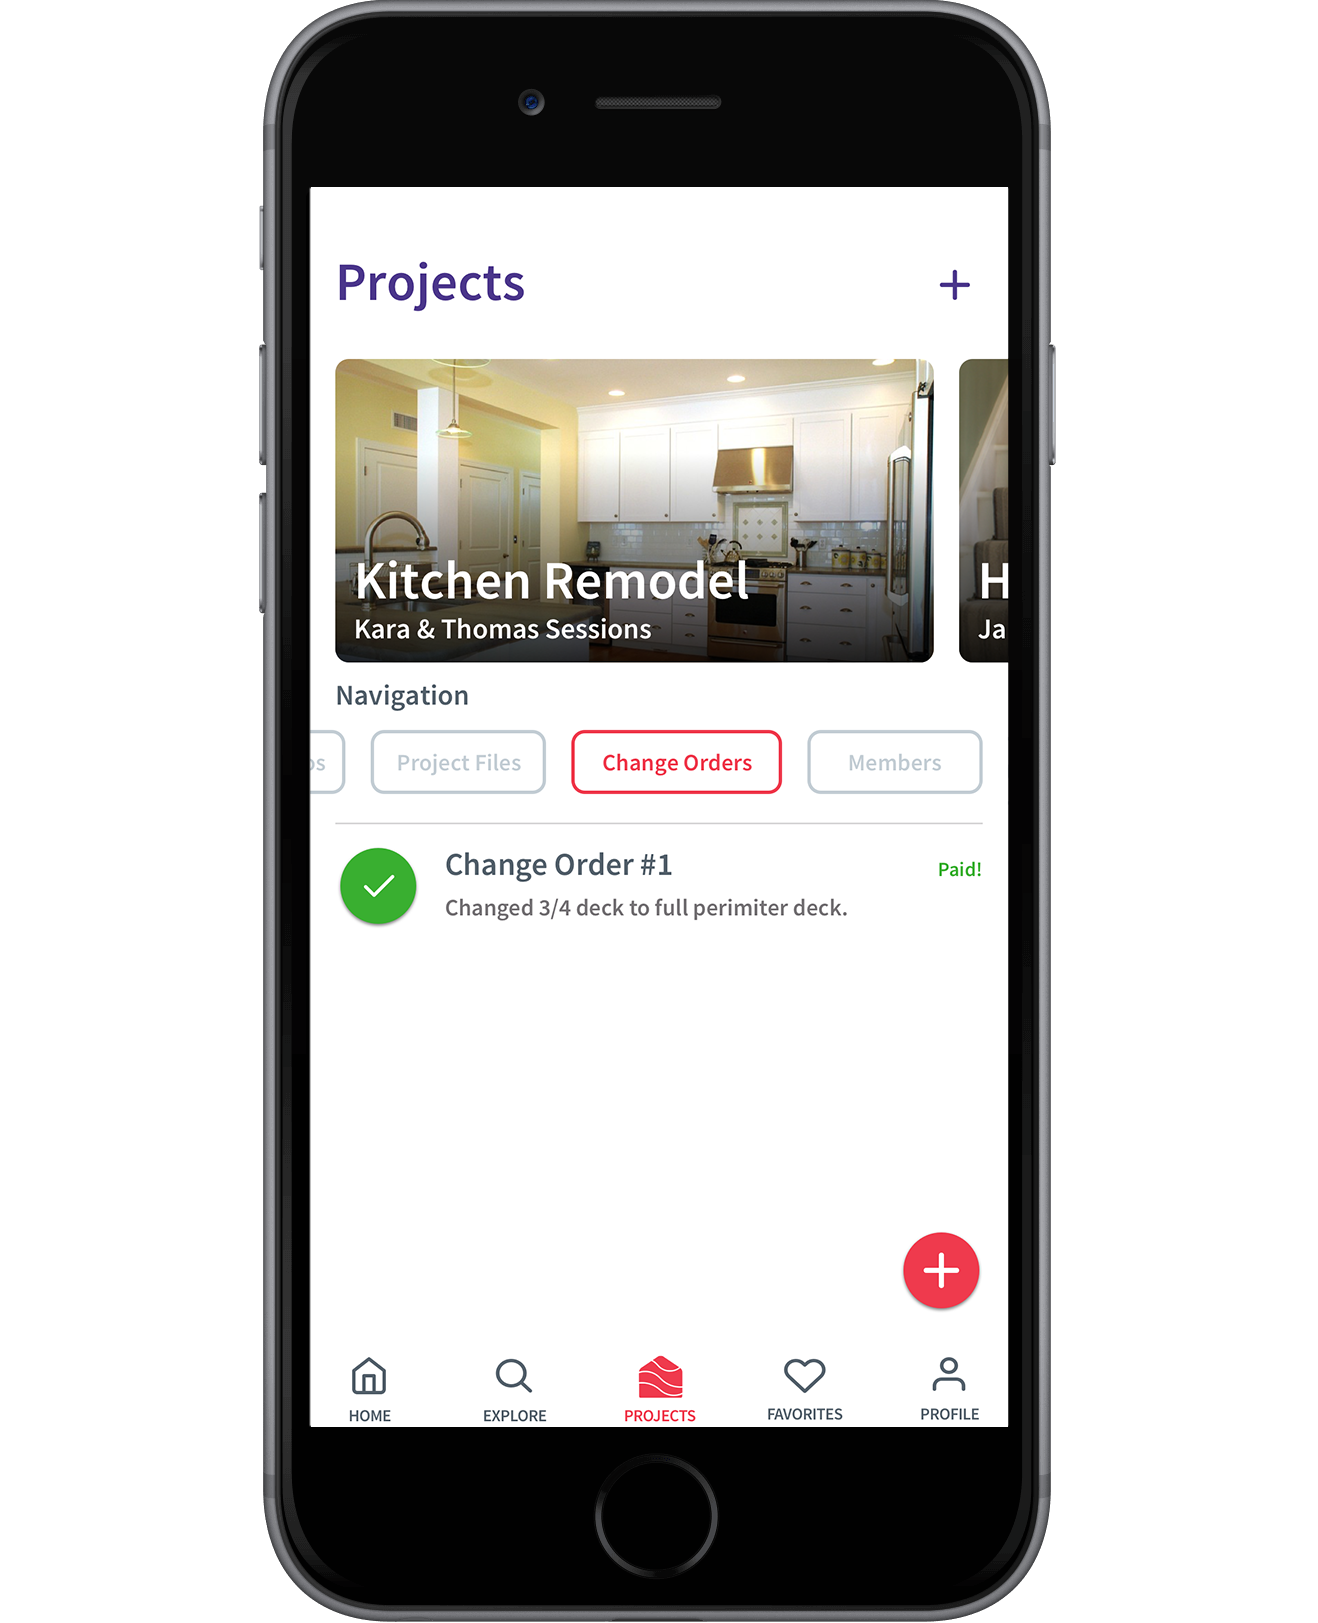 Projects
Kitchen Remodel
Kara & Thomas Sessions
H
Ja
Navigation
os
Project Files
Change Orders
Members
Change Order #1
Paid!
Changed 3/4 deck to full perimiter deck.
HOME
EXPLORE
PROJECTS
FAVORITES
PROFILE